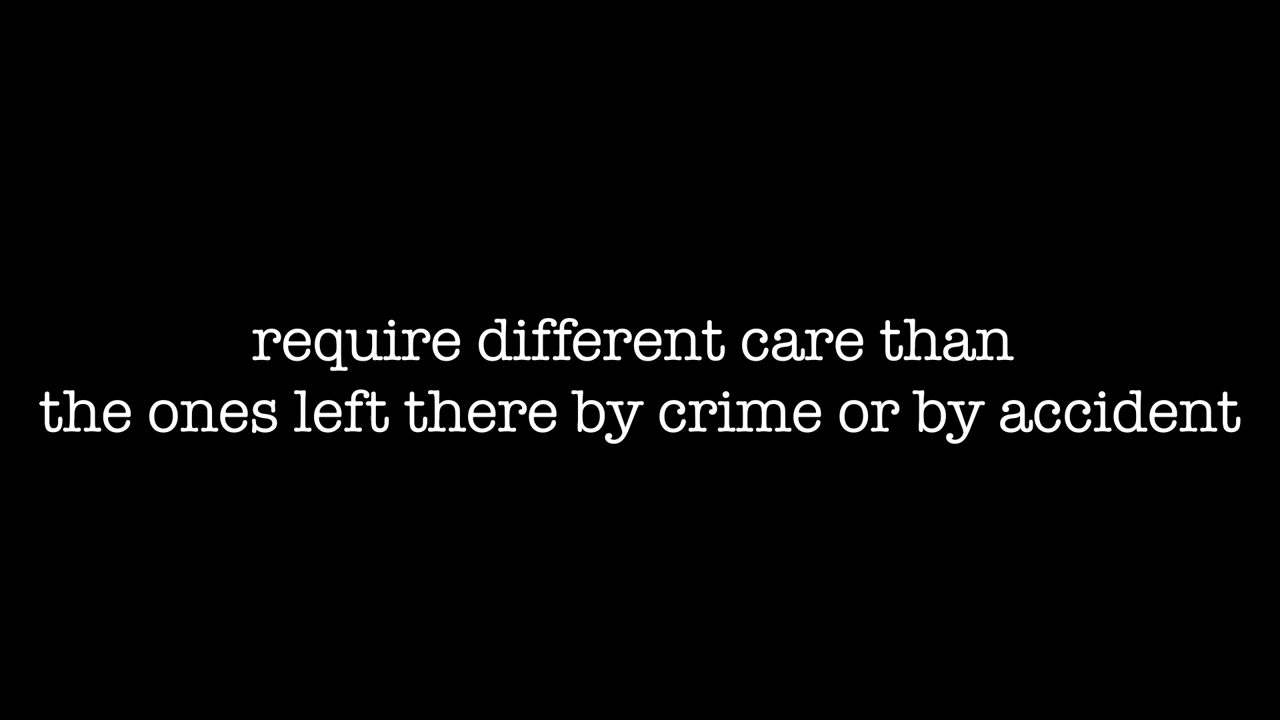 require different care than
the ones left there by crime or by accident